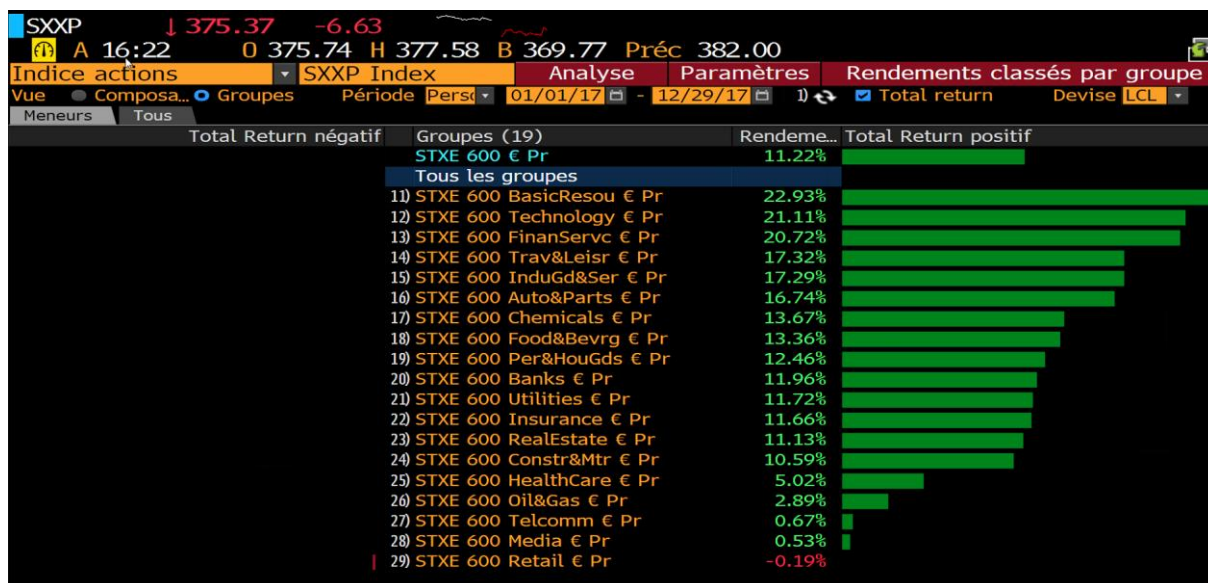 SXXP ↓ 375.37 -6.63
A 16:22 O 375.74 H 377.58 B 369.77 Préc 382.00
Indice actions SXXP Index Analyse Paramètres Rendements classés par groupe
Vue Composa... Groupes Période Perso 01/01/17 - 12/29/17 1) Total return Devise LCL
Meneurs Tous
Total Return négatif Groupes (19) Rendeme... Total Return positif
STXE 600 € Pr 11.22%
Tous les groupes
11) STXE 600 BasicResou € Pr 22.93%
12) STXE 600 Technology € Pr 21.11%
13) STXE 600 FinanServc € Pr 20.72%
14) STXE 600 Trav&Leisr € Pr 17.32%
15) STXE 600 InduGd&Ser € Pr 17.29%
16) STXE 600 Auto&Parts € Pr 16.74%
17) STXE 600 Chemicals € Pr 13.67%
18) STXE 600 Food&Bevrg € Pr 13.36%
19) STXE 600 Per&HouGds € Pr 12.46%
20) STXE 600 Banks € Pr 11.96%
21) STXE 600 Utilities € Pr 11.72%
22) STXE 600 Insurance € Pr 11.66%
23) STXE 600 RealEstate € Pr 11.13%
24) STXE 600 Constr&Mtr € Pr 10.59%
25) STXE 600 HealthCare € Pr 5.02%
26) STXE 600 Oil&Gas € Pr 2.89%
27) STXE 600 Telcomm € Pr 0.67%
28) STXE 600 Media € Pr 0.53%
29) STXE 600 Retail € Pr -0.19%